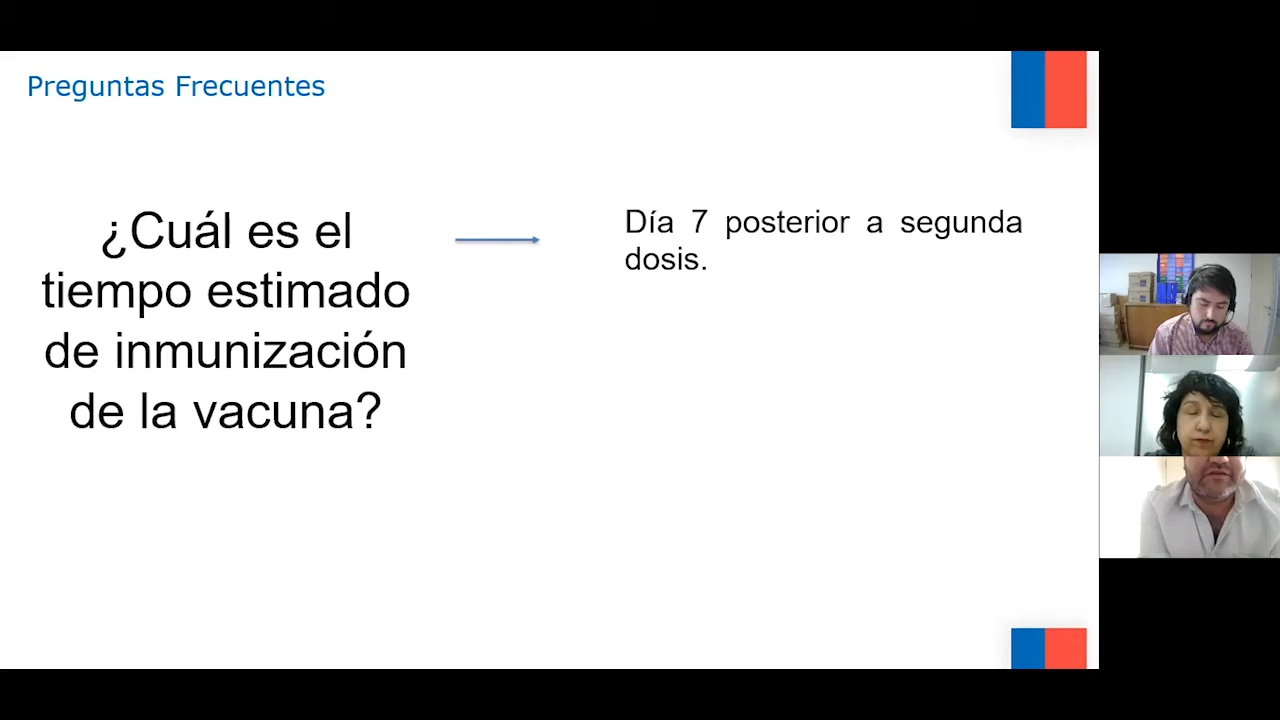 Preguntas Frecuentes
¿Cuál es el
tiempo estimado
de inmunización
de la vacuna?
Día 7 posterior a segunda
dosis.